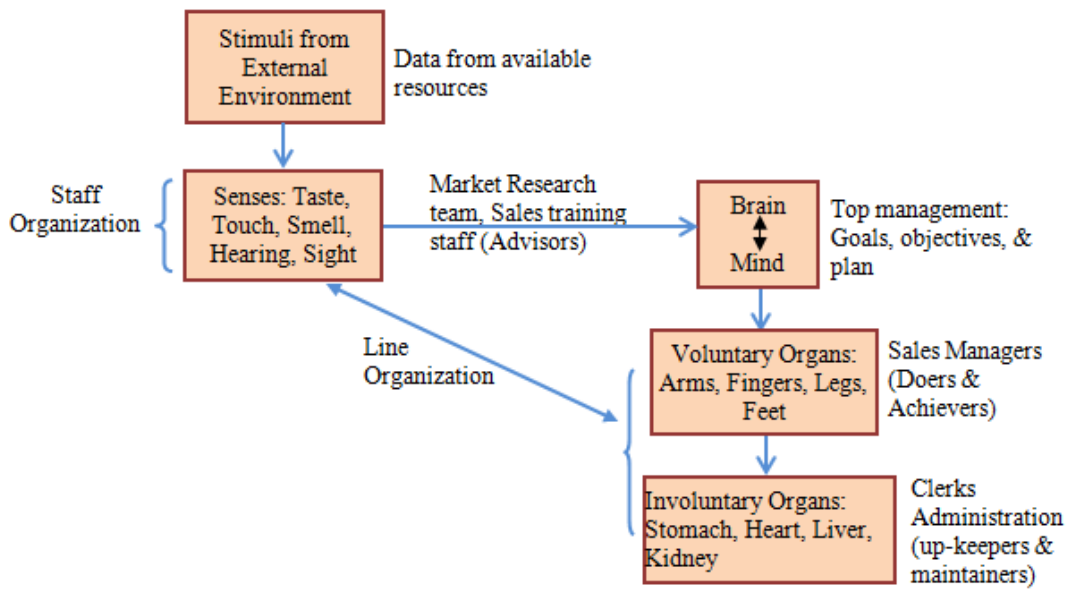 Stimuli from
External
Environment
Data from available
resources
Staff
Organization
Senses: Taste,
Touch, Smell,
Hearing, Sight
Market Research
team, Sales training
staff (Advisors)
Brain
Mind
Top management:
Goals, objectives, &
plan
Line
Organization
Voluntary Organs:
Arms, Fingers, Legs,
Feet
Sales Managers
(Doers &
Achievers)
Involuntary Organs:
Stomach, Heart, Liver,
Kidney
Clerks
Administration
(up-keepers &
maintainers)